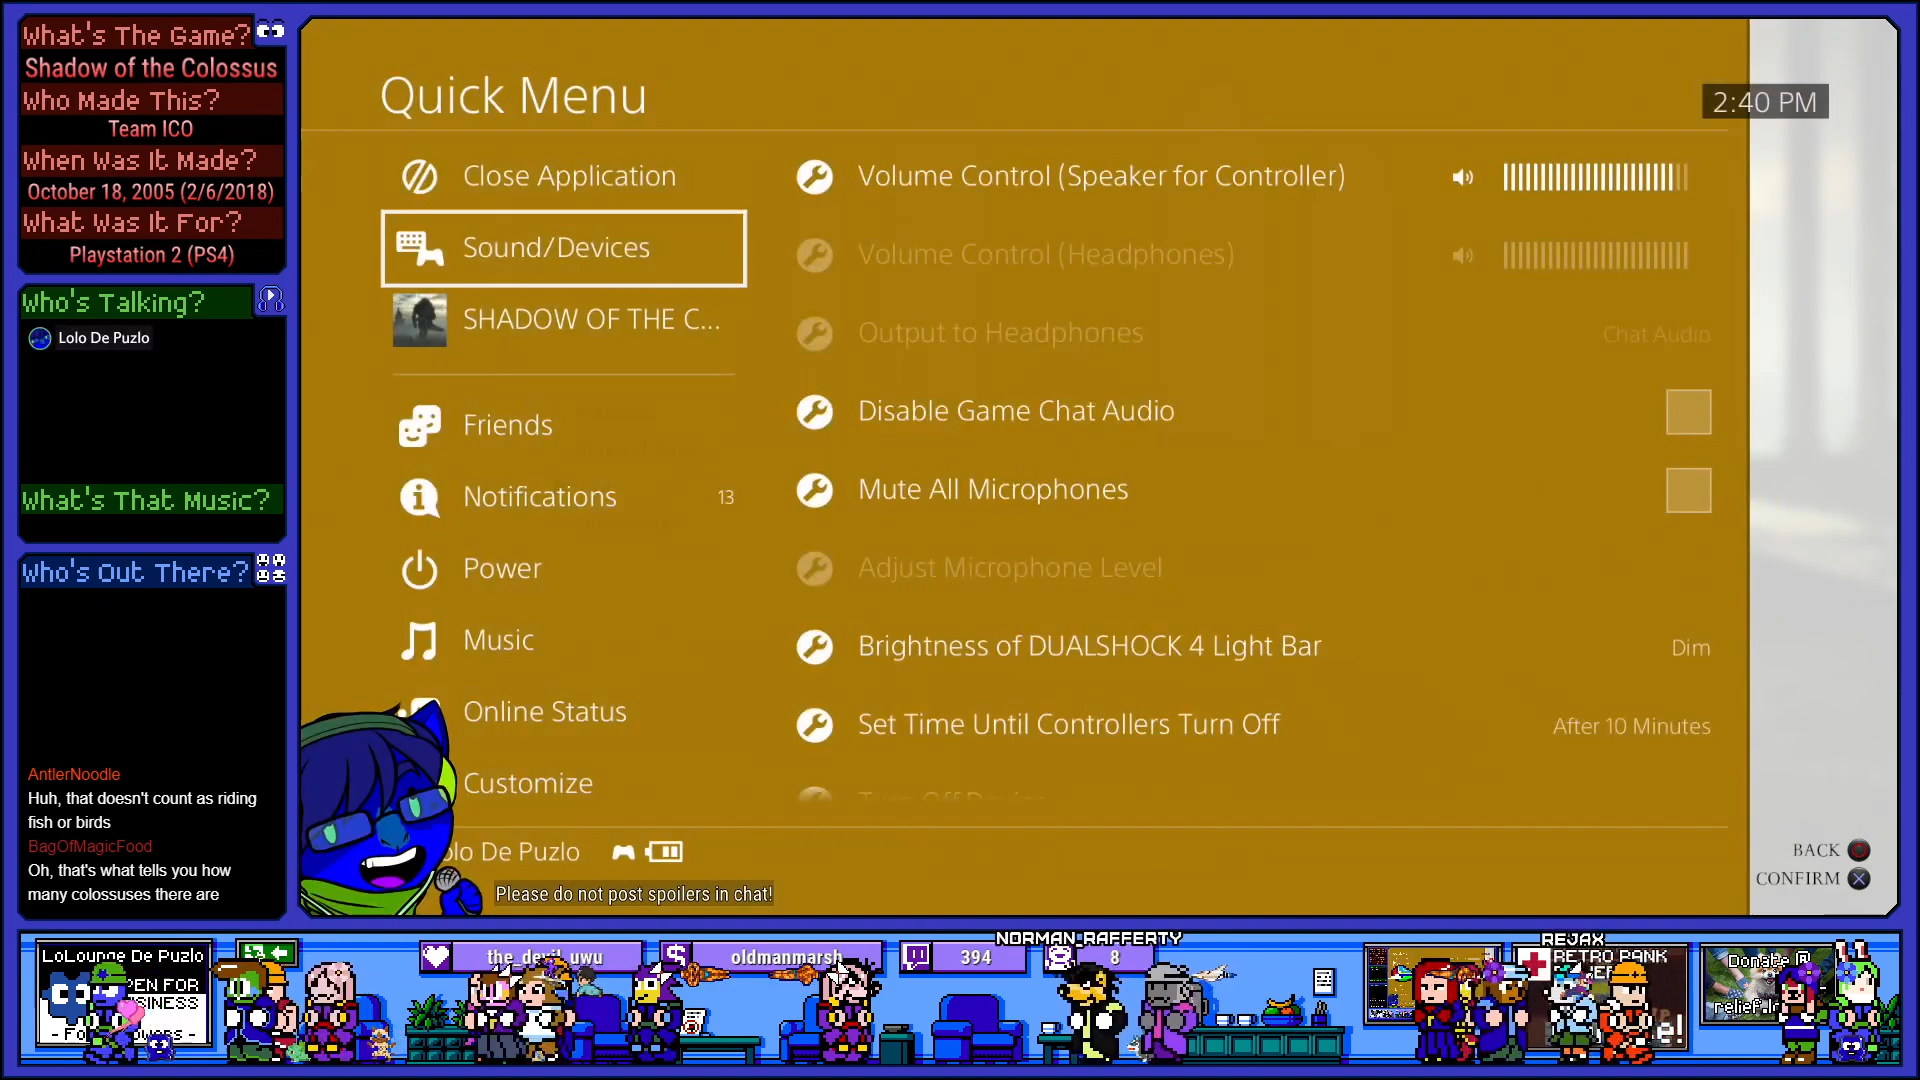 What's The Game?
Shadow of the Colossus
Who Made This?
Team ICO
When Was It Made?
October 18, 2005 (2/6/2018)
What Was It For?
Playstation 2 (PS4)
Who's Talking?
Lolo De Puzlo
What's That Music?
Who's Out There?
AntlerNoodle
Huh, that doesn't count as riding
fish or birds
BagOfMagicFood
Oh, that's what tells you how
many colossuses there are
Quick Menu
2:40 PM
Close Application
Sound/Devices
SHADOW OF THE C...
Friends
Notifications 13
Power
Music
Online Status
Customize
Volume Control (Speaker for Controller)
Volume Control (Headphones)
Output to Headphones Chat Audio
Disable Game Chat Audio
Mute All Microphones
Adjust Microphone Level
Brightness of DUALSHOCK 4 Light Bar Dim
Set Time Until Controllers Turn Off After 10 Minutes
olo De Puzlo
Please do not post spoilers in chat!
BACK
CONFIRM
LoLounge De Puzlo
the_devil_uwu
oldmanmarsh
394
NORMAN_RAFFERTY
8
REJAX
RETRO RANK
Donate @